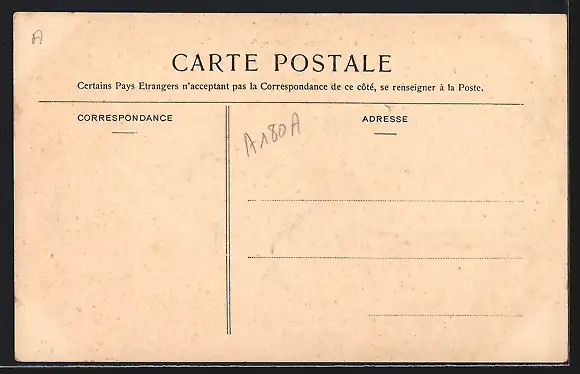 A
CARTE POSTALE
Certains Pays Etrangers n'acceptant pas la Correspondance de ce côté, se renseigner à la Poste.
CORRESPONDANCE
ADRESSE
A180A